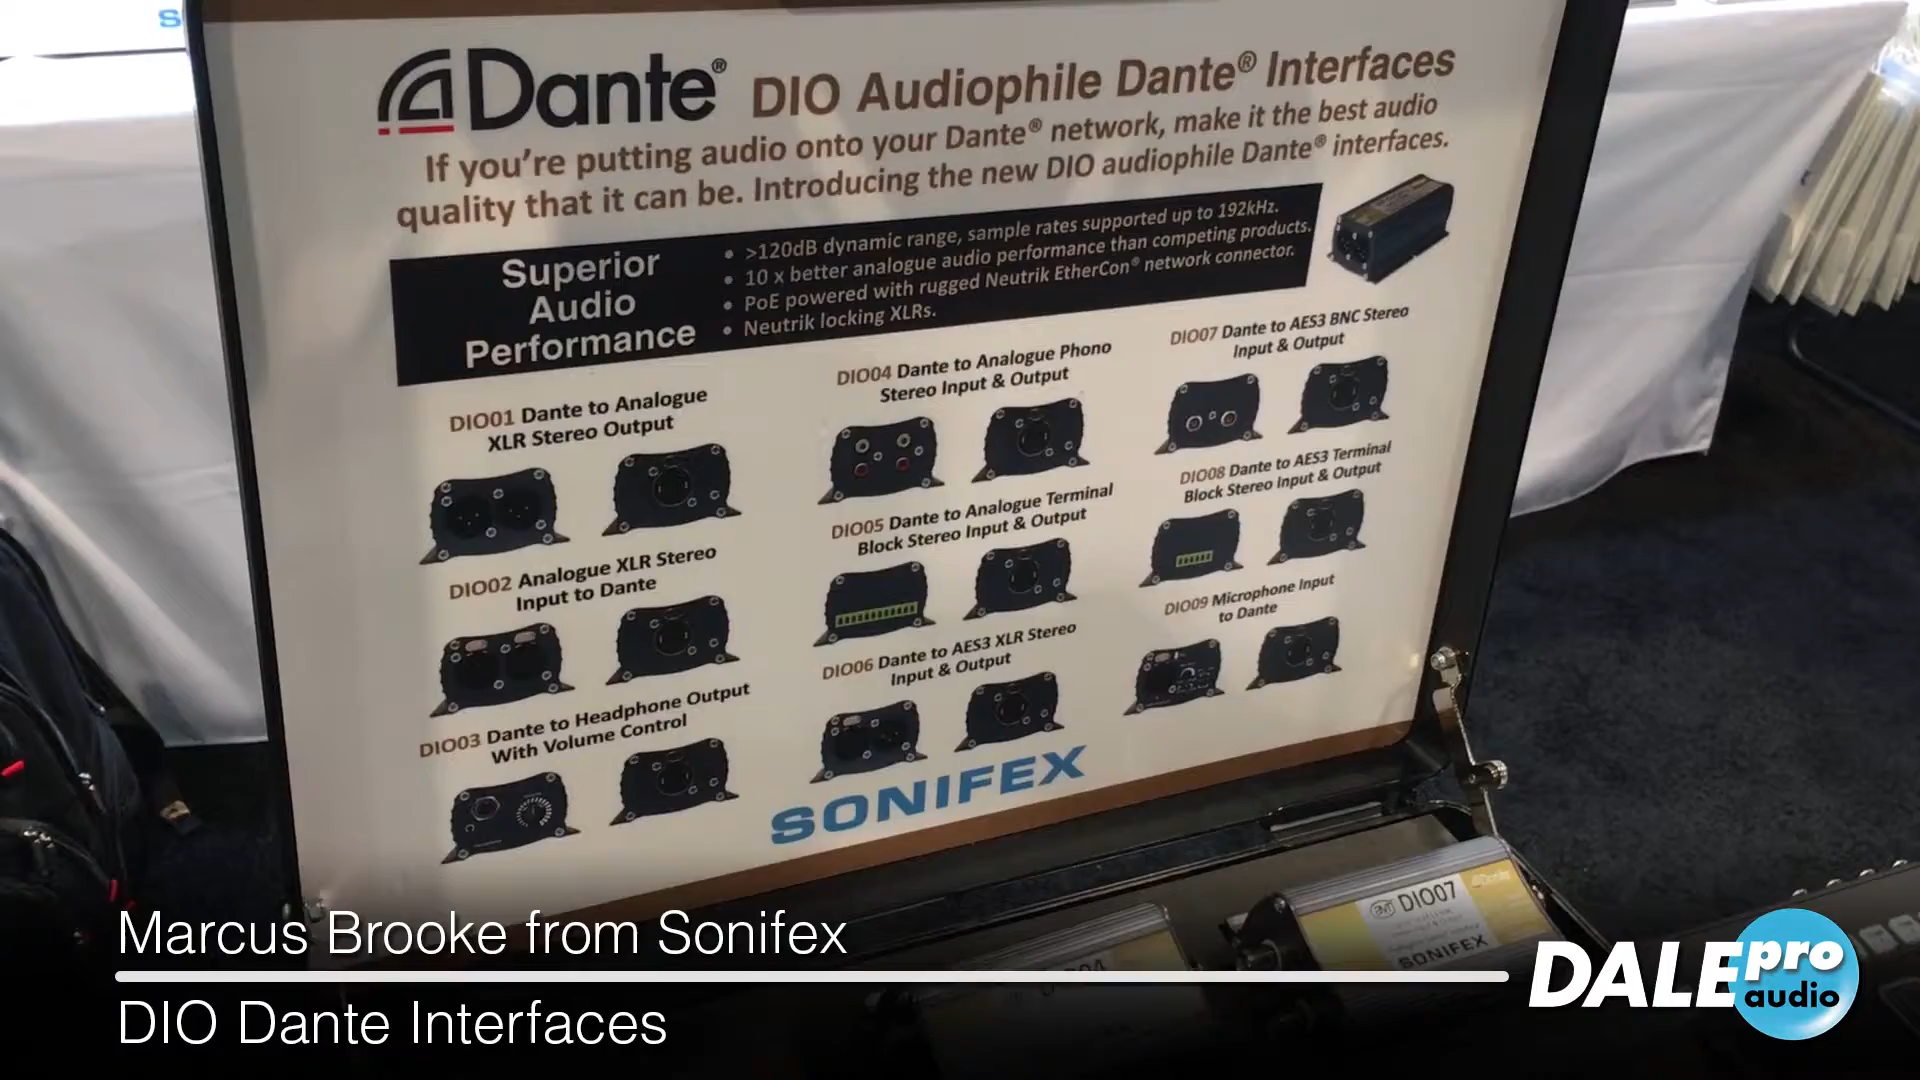 S
Dante®
DIO Audiophile Dante® Interfaces
If you're putting audio onto your Dante® network, make it the best audio
quality that it can be. Introducing the new DIO audiophile Dante® interfaces.
Superior
Audio
Performance
• >120dB dynamic range, sample rates supported up to 192kHz.
• 10 x better analogue audio performance than competing products.
• PoE powered with rugged Neutrik EtherCon® network connector.
• Neutrik locking XLRs.
DIO01 Dante to Analogue
XLR Stereo Output
DIO02 Analogue XLR Stereo
Input to Dante
DIO03 Dante to Headphone Output
With Volume Control
DIO04 Dante to Analogue Phono
Stereo Input & Output
DIO05 Dante to Analogue Terminal
Block Stereo Input & Output
DIO06 Dante to AES3 XLR Stereo
Input & Output
DIO07 Dante to AES3 BNC Stereo
Input & Output
DIO08 Dante to AES3 Terminal
Block Stereo Input & Output
DIO09 Microphone Input
to Dante
SONIFEX
DIO07
Dante
SONIFEX
Marcus Brooke from Sonifex
DIO Dante Interfaces
DALE pro
audio